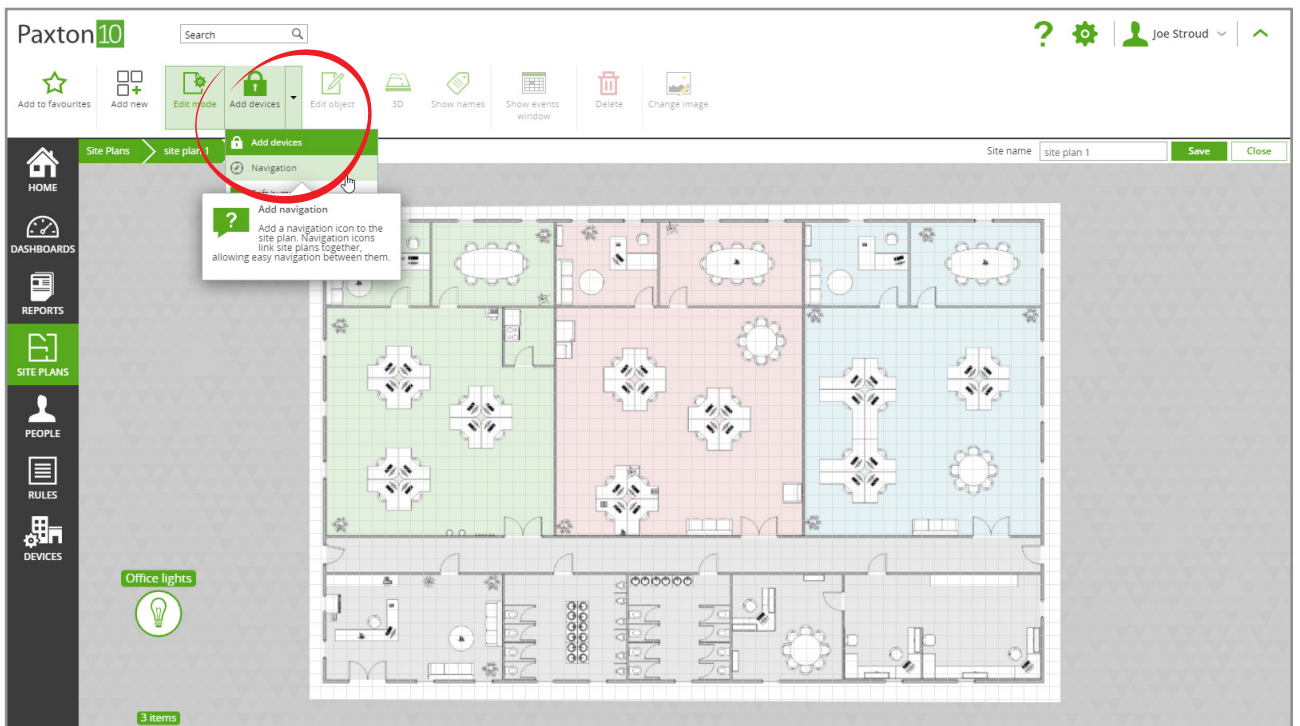 Paxton10
Search
?
Joe Stroud
Add to favourites
Add new
Edit mode
Add devices
Edit object
3D
Show names
Show events
window
Delete
Change image
Site Plans
site plan 1
Site name
site plan 1
Save
Close
Add devices
Navigation
?
Add navigation
Add a navigation icon to the
site plan. Navigation icons
link site plans together,
allowing easy navigation between them.
HOME
DASHBOARDS
REPORTS
SITE PLANS
PEOPLE
RULES
DEVICES
Office lights
3 items